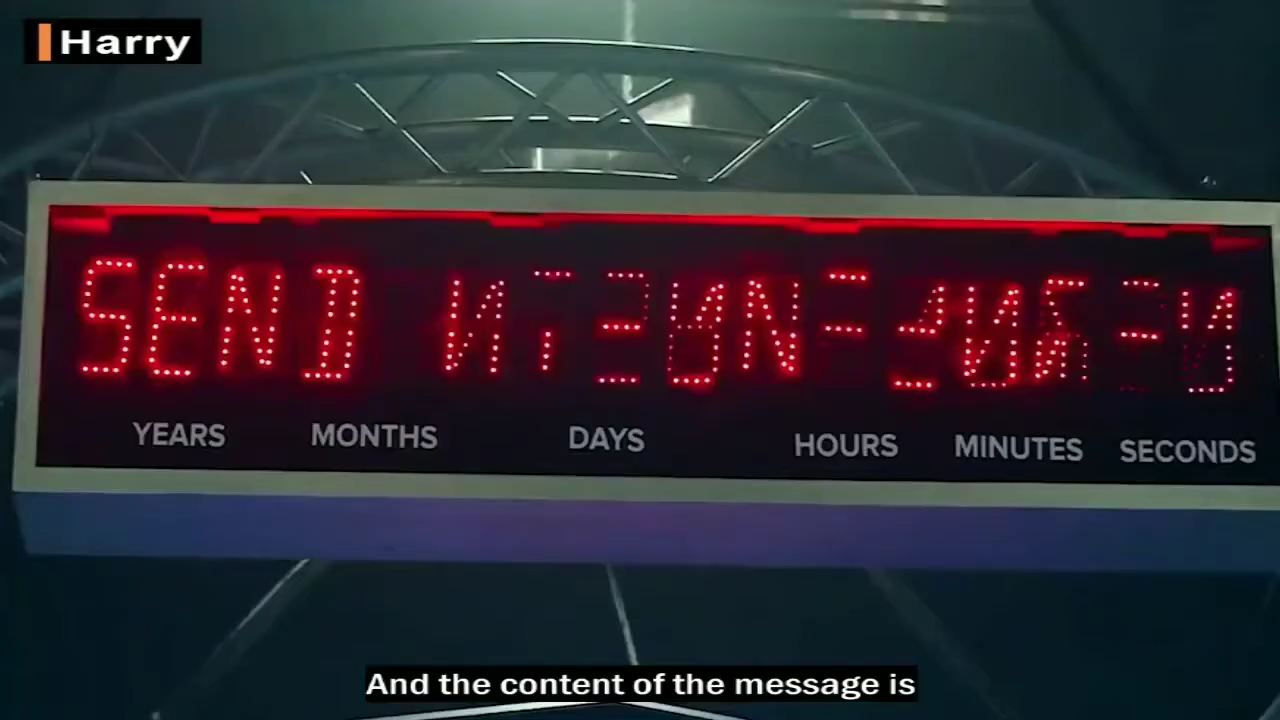 Harry
SEND
YEARS MONTHS DAYS HOURS MINUTES SECONDS
And the content of the message is